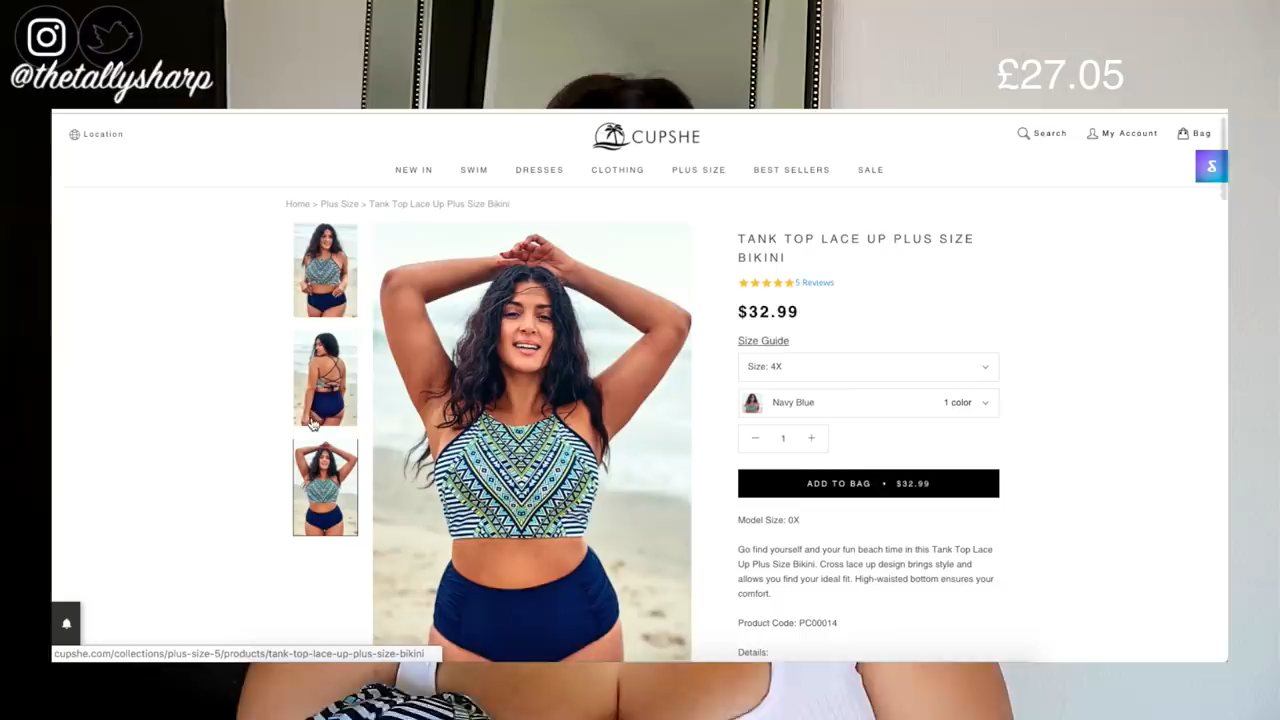 @thetallysharp
£27.05
Location
CUPSHE
Search
My Account
Bag
NEW IN
SWIM
DRESSES
CLOTHING
PLUS SIZE
BEST SELLERS
SALE
Home > Plus Size > Tank Top Lace Up Plus Size Bikini
TANK TOP LACE UP PLUS SIZE
BIKINI
5 Reviews
$32.99
Size Guide
Size: 4X
Navy Blue
1 color
− 1 +
ADD TO BAG • $32.99
Model Size: 0X
Go find yourself and your fun beach time in this Tank Top Lace
Up Plus Size Bikini. Cross lace up design brings style and
allows you find your ideal fit. High-waisted bottom ensures your
comfort.
Product Code: PC00014
Details:
cupshe.com/collections/plus-size-5/products/tank-top-lace-up-plus-size-bikini